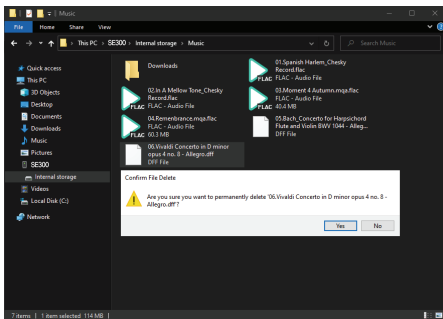 Music
File
Home
Share
View
This PC
SE300
Internal storage
Music
Search Music
Quick access
This PC
3D Objects
Desktop
Documents
Downloads
Music
Pictures
SE300
Internal storage
Videos
Local Disk (C:)
Network
Downloads
01.Spanish Harlem_Chesky
Record.flac
FLAC - Audio File
FLAC
02.In A Mellow Tone_Chesky
Record.flac
FLAC - Audio File
FLAC
03.Moment 4 Autumn.mqa.flac
FLAC - Audio File
40.4 MB
FLAC
04.Remembrance.mqa.flac
FLAC - Audio File
60.3 MB
FLAC
05.Bach_Concerto for Harpsichord
Flute and Violin BWV 1044 - Alleg...
DFF File
06.Vivaldi Concerto in D minor
opus 4 no. 8 - Allegro.dff
DFF File
Confirm File Delete
Are you sure you want to permanently delete '06.Vivaldi Concerto in D minor opus 4 no. 8 -
Allegro.dff'?
Yes
No
7 items
1 item selected 114 MB